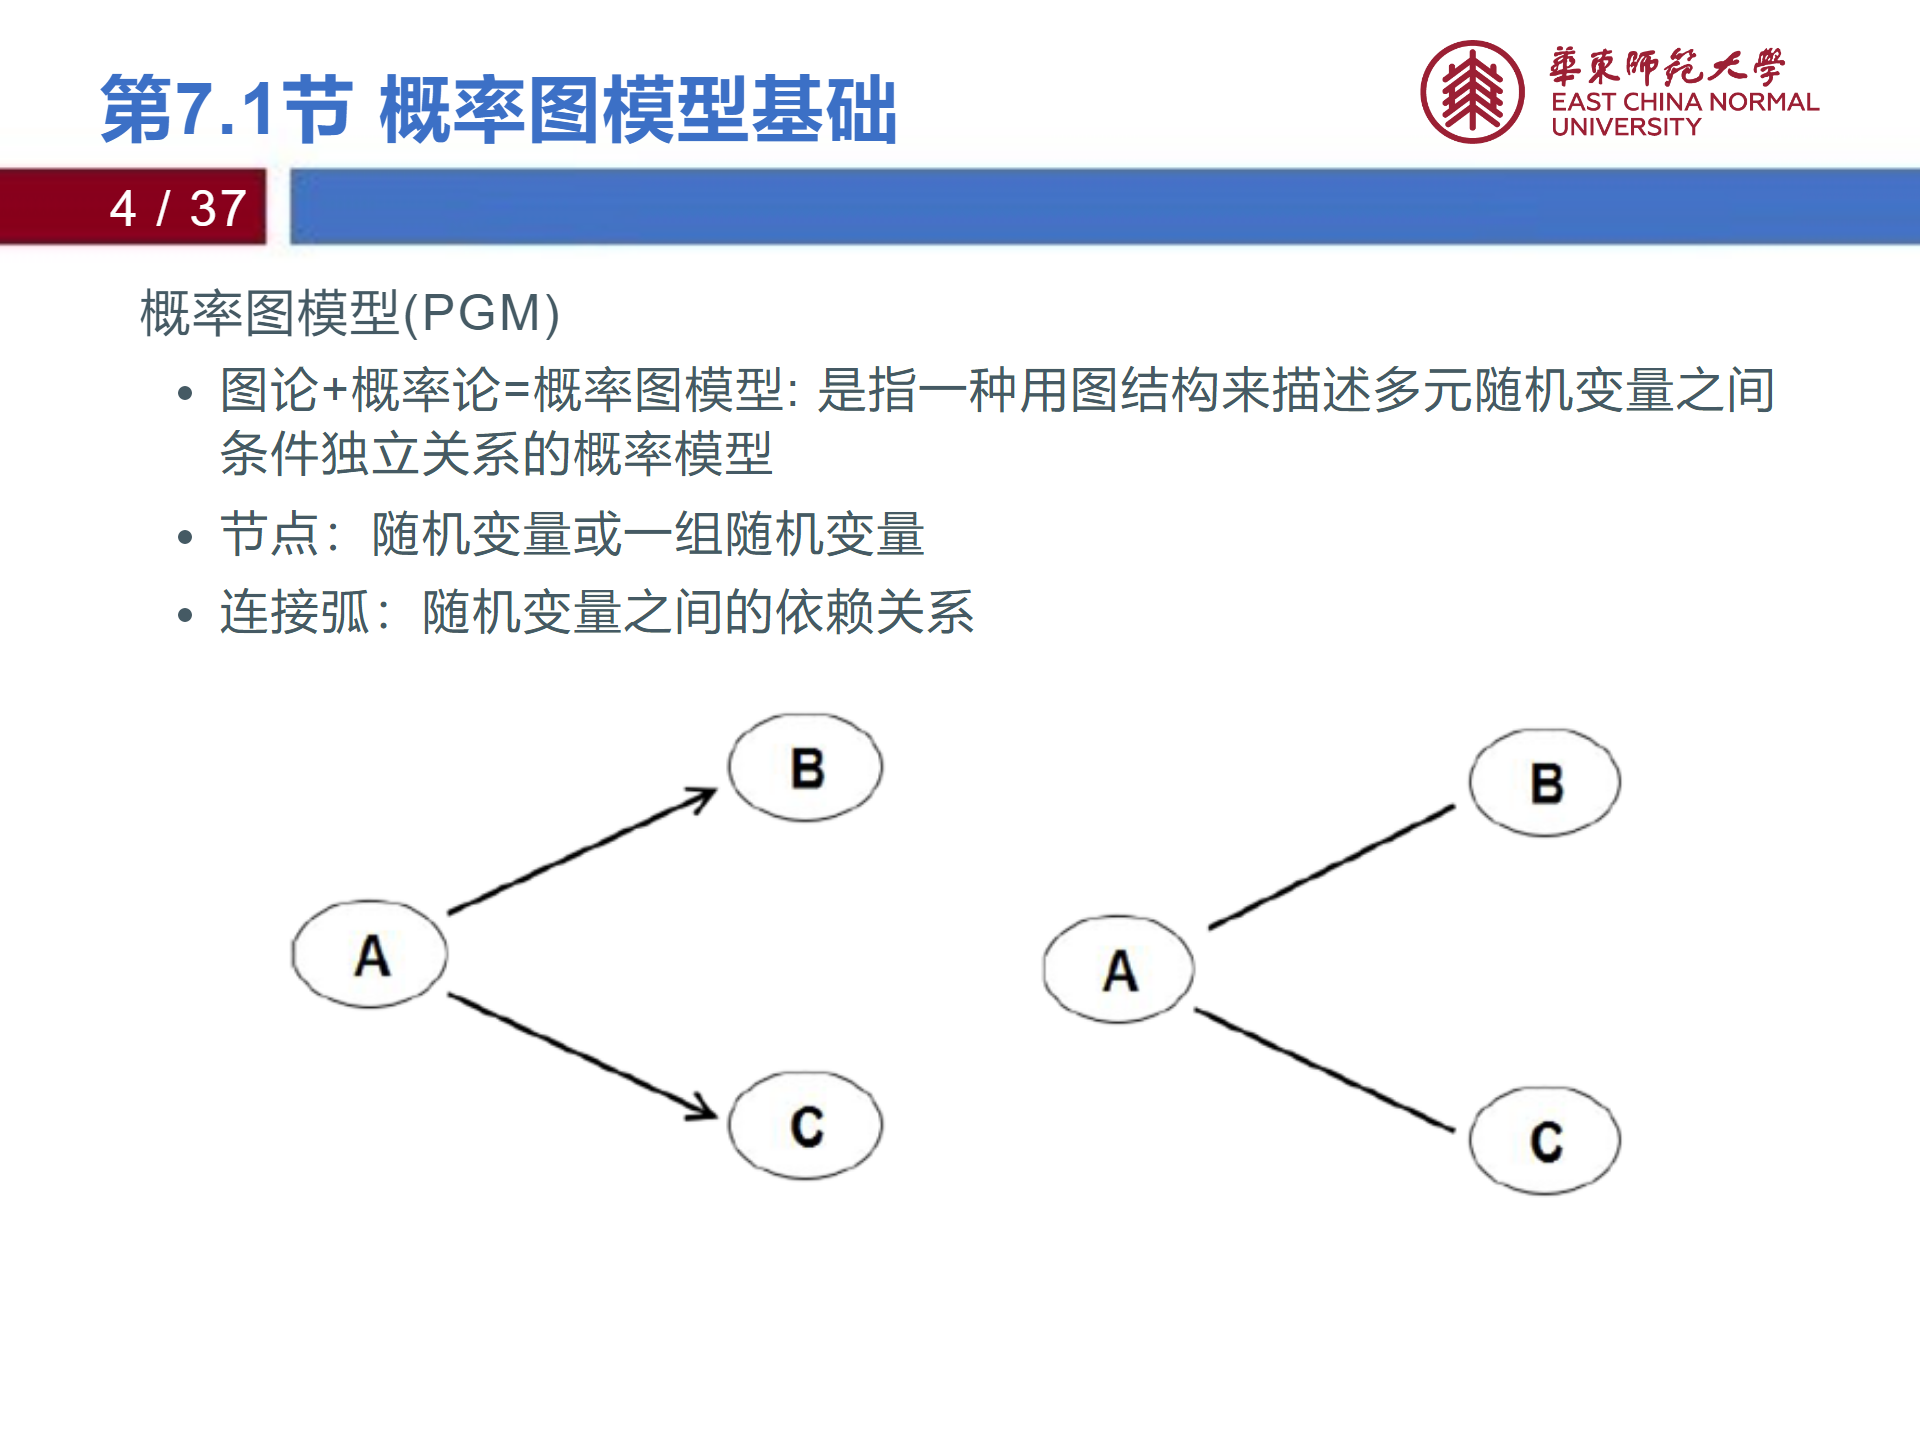 第7.1节 概率图模型基础
華東師範大學
EAST CHINA NORMAL
UNIVERSITY
4 / 37
概率图模型(PGM)
• 图论+概率论=概率图模型: 是指一种用图结构来描述多元随机变量之间
条件独立关系的概率模型
• 节点：随机变量或一组随机变量
• 连接弧：随机变量之间的依赖关系
B
A
C
B
A
C